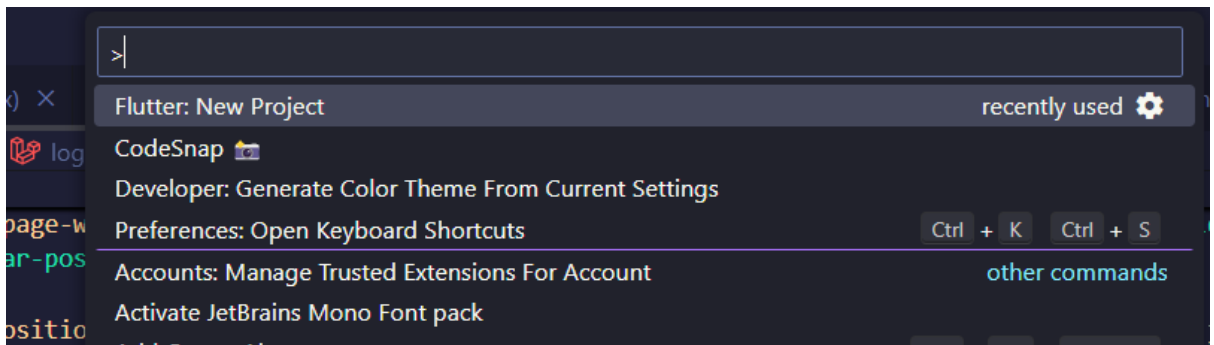 >
x) ×
Flutter: New Project recently used
log
CodeSnap 📸
Developer: Generate Color Theme From Current Settings
page-w
Preferences: Open Keyboard Shortcuts Ctrl + K Ctrl + S
ar-pos
Accounts: Manage Trusted Extensions For Account other commands
Activate JetBrains Mono Font pack
ositio